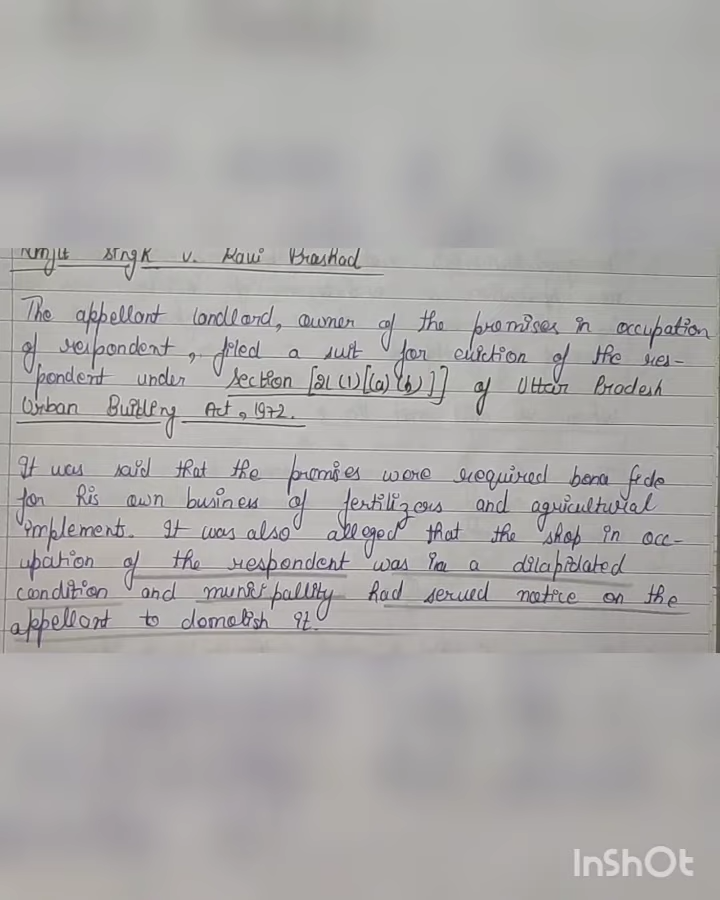 Singh v. Ravi Prashad
The appellant landlard, owner of the premises in occupation
of respondent, filed a suit for eviction of the res-
pondent under section [21(1)[(a)(b)]] of Uttar Pradesh
Urban Act, 1972.
It was said that the premises were required bona fide
for his own business of fertilizers and agricultural
implement. It was also alleged that the shop in occ-
upation of the respondent was in a dilapidated
condition and municipality had served notice on the
appellant to demolish it.
InShOt